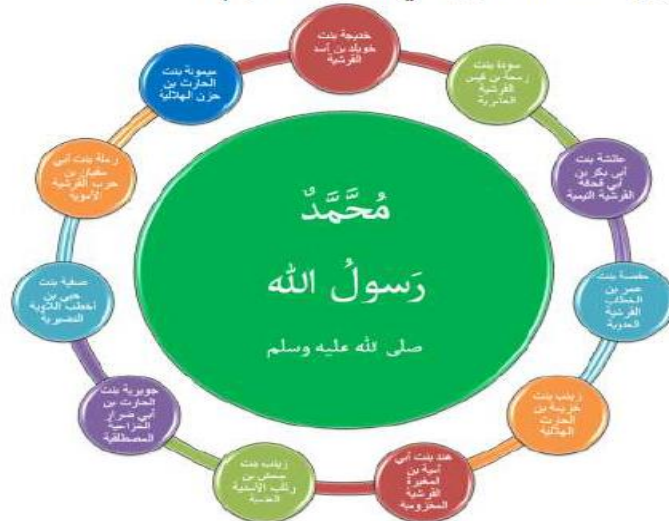 مُحَمَّدٌ
رَسولُ الله
صلى الله عليه وسلم
خديجة بنت
خويلد بن أسد
القرشية
سودة بنت
زمعة بن قيس
القرشية
العامرية
عائشة بنت
أبي بكر بن
أبي قحافة
القرشية التيمية
حفصة بنت
عمر بن
الخطاب
القرشية
العدوية
زينب بنت
خزيمة بن
الحارث
الهلالية
هند بنت أبي
أمية بن
المغيرة
القرشية
المخزومية
زينب بنت
جحش بن
رئاب الأسدية
جويرية بنت
الحارث بن
أبي ضرار
الخزاعية
المصطلقية
صفية بنت
حيي بن
أخطب اللاوية
النضيرية
رملة بنت أبي
سفيان بن
حرب القرشية
الأموية
ميمونة بنت
الحارث بن
حزن الهلالية